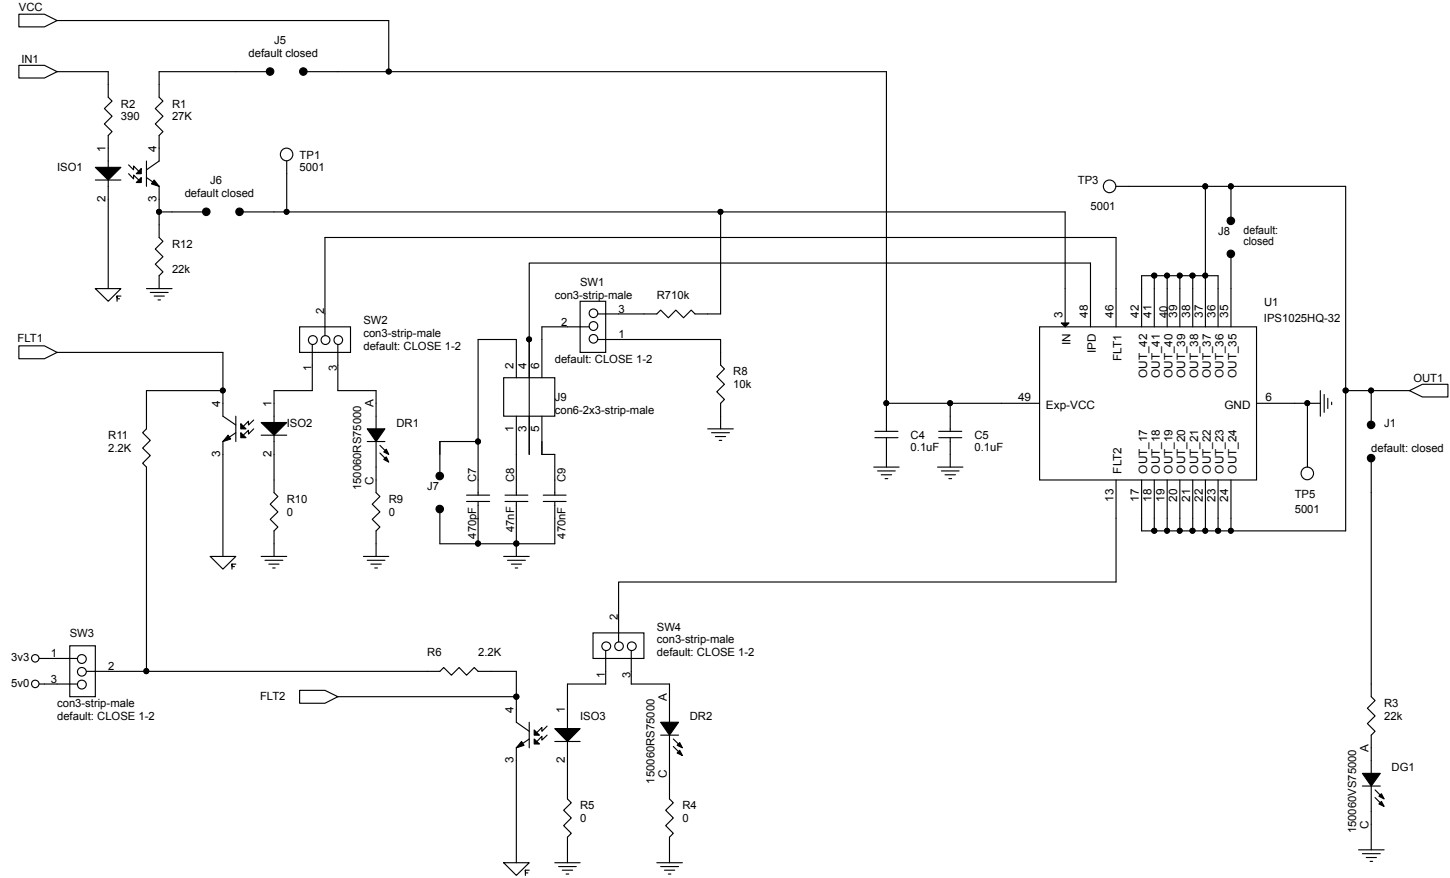 VCC
IN1
J5
default closed
R2
390
R1
27K
1
4
ISO1
2
3
TP1
5001
J6
default closed
R12
22k
F
TP3
5001
J8
default:
closed
2
SW2
con3-strip-male
default: CLOSE 1-2
1
3
SW1
con3-strip-male
3
2
1
default: CLOSE 1-2
R710k
R8
10k
3
48
46
42
41
40
39
38
37
36
35
U1
IPS1025HQ-32
IN
IPD
FLT1
OUT_42
OUT_41
OUT_40
OUT_39
OUT_38
OUT_37
OUT_36
OUT_35
49
Exp-VCC
GND
6
FLT2
OUT_17
OUT_18
OUT_19
OUT_20
OUT_21
OUT_22
OUT_23
OUT_24
13
17
18
19
20
21
22
23
24
OUT1
J1
default: closed
TP5
5001
C4
0.1uF
C5
0.1uF
FLT1
4
3
R11
2.2K
1
ISO2
2
R10
0
F
A
DR1
150060RS75000
C
R9
0
2
4
6
J9
con6-2x3-strip-male
1
3
5
J7
C7
470pF
C8
47nF
C9
470nF
SW3
3v3
1
2
5v0
3
con3-strip-male
default: CLOSE 1-2
R6
2.2K
FLT2
4
3
F
2
SW4
con3-strip-male
default: CLOSE 1-2
1
3
1
ISO3
2
R5
0
A
DR2
150060RS75000
C
R4
0
R3
22k
A
DG1
150060VS75000
C